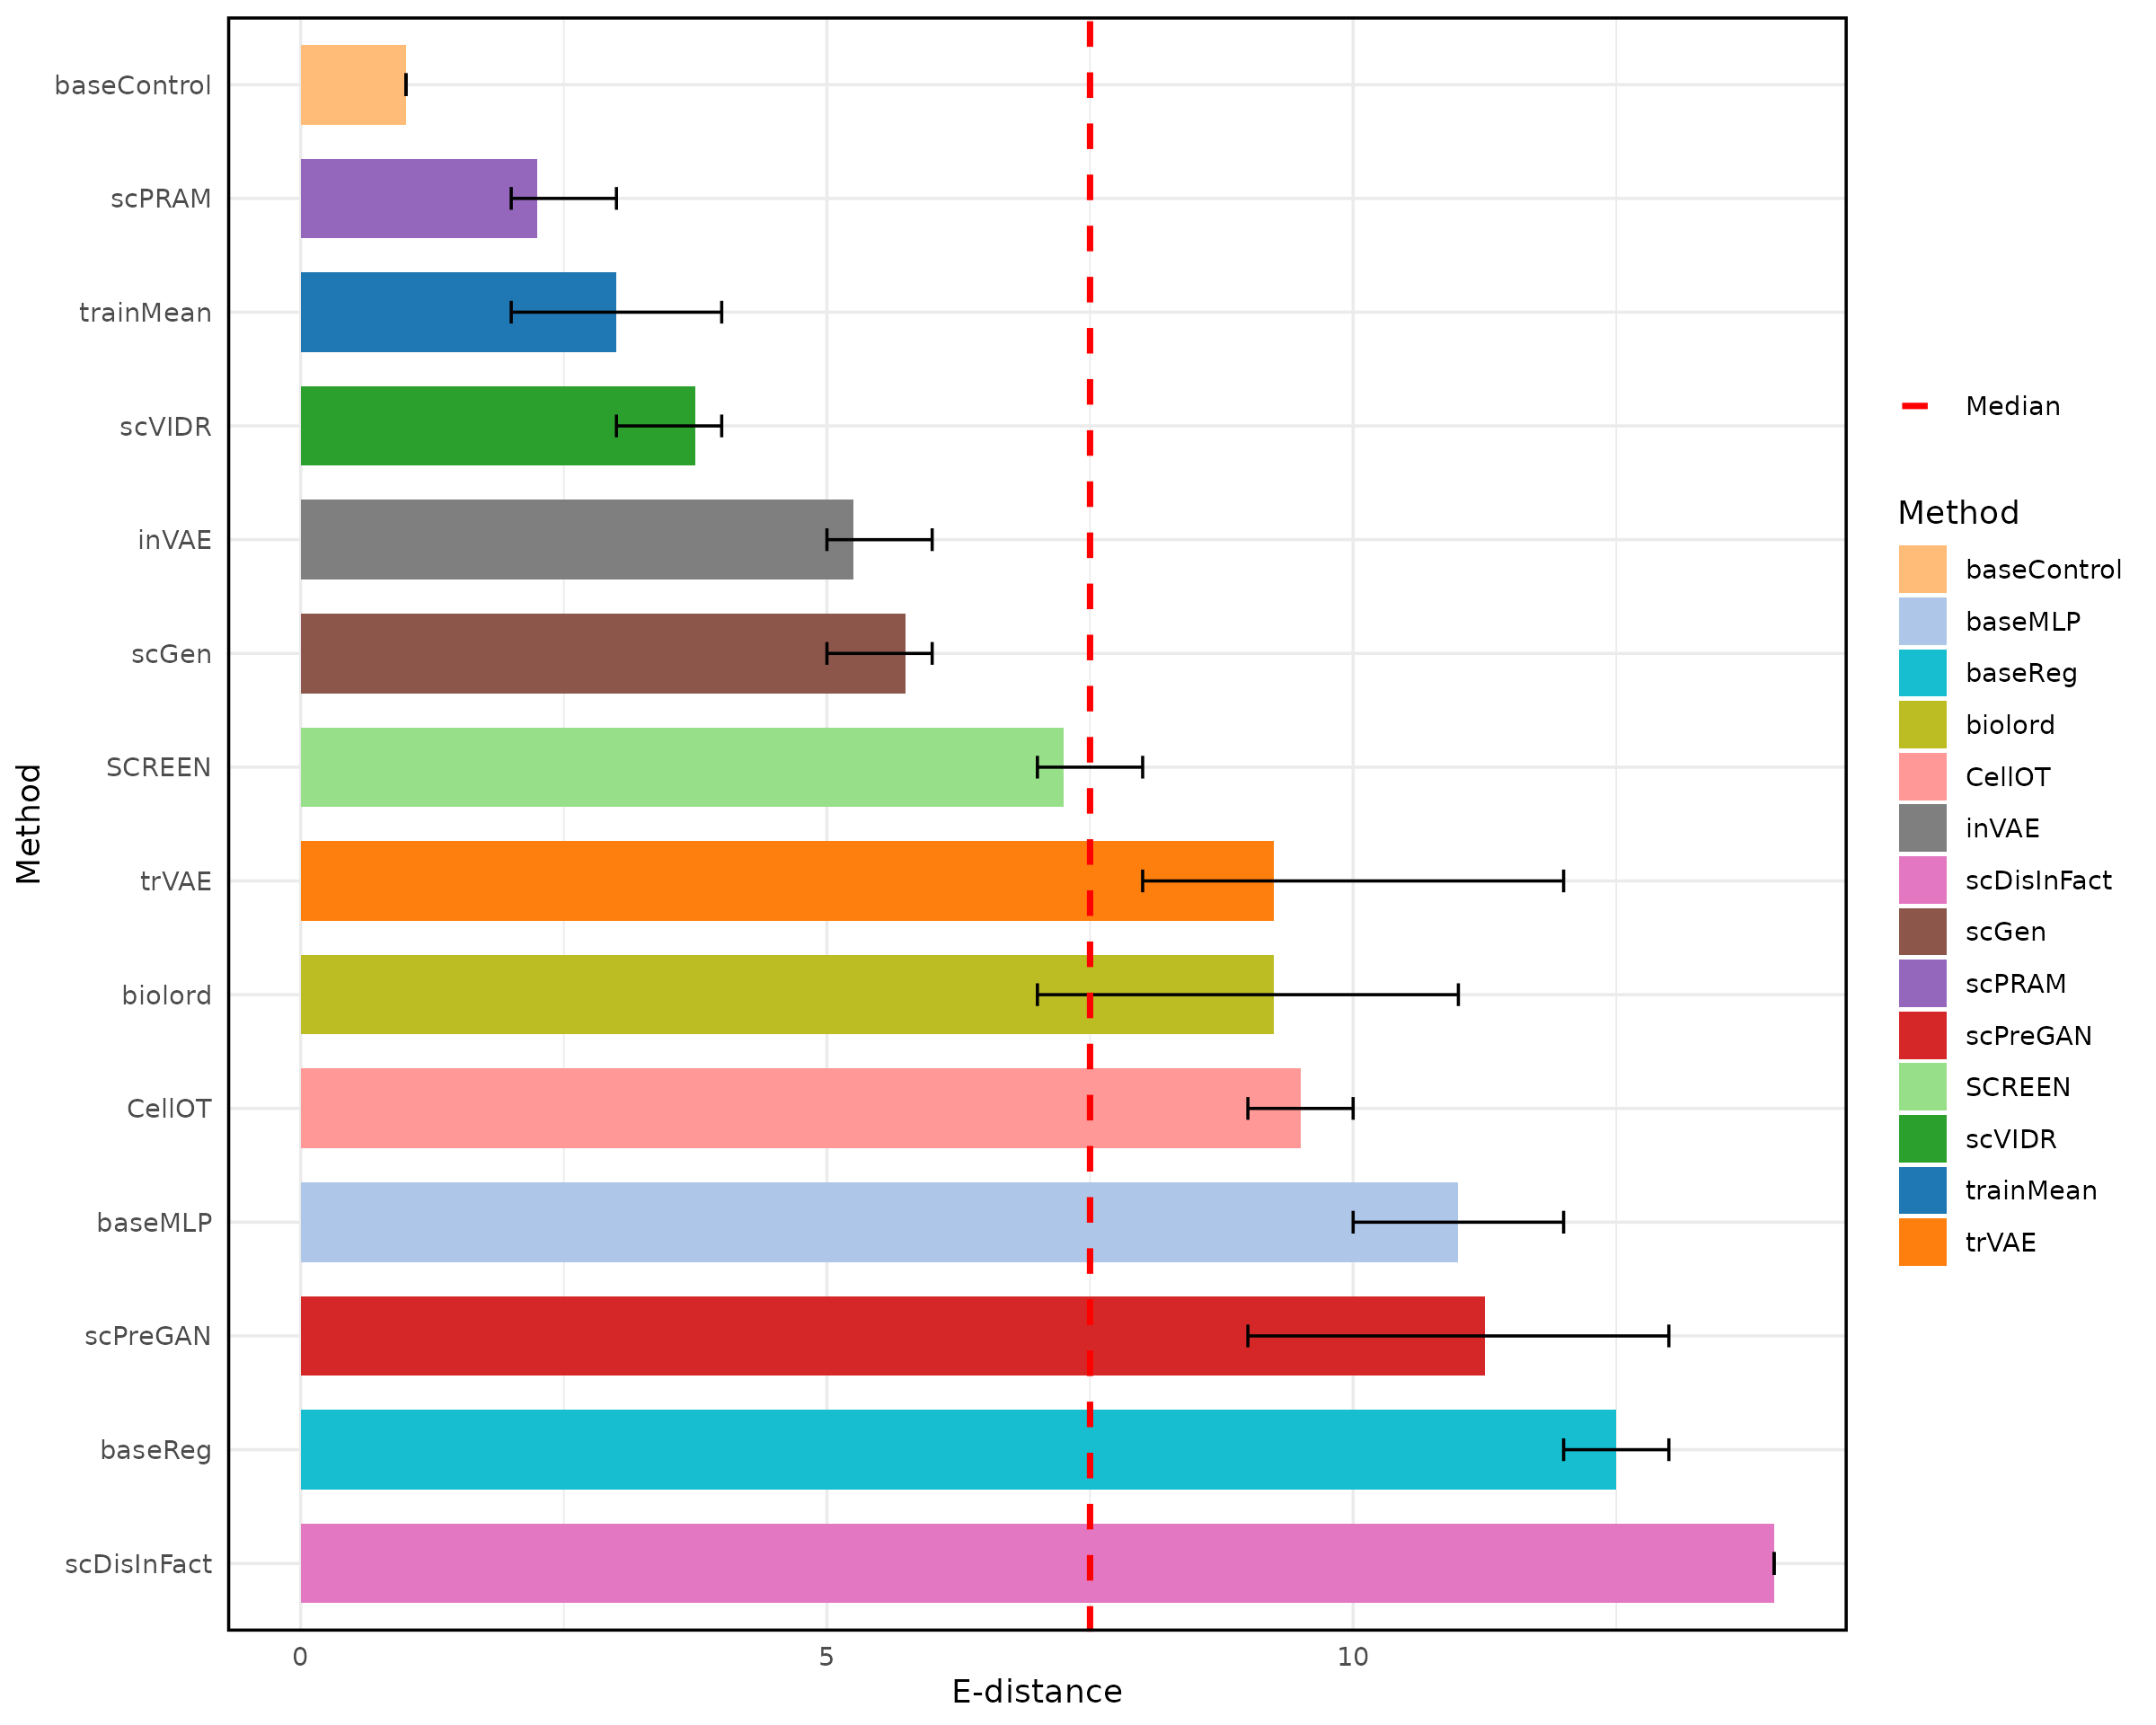 baseControl
scPRAM
trainMean
scVIDR
inVAE
scGen
SCREEN
trVAE
biolord
CellOT
baseMLP
scPreGAN
baseReg
scDisInFact
Method
0 5 10
E-distance
Median
Method
baseControl
baseMLP
baseReg
biolord
CellOT
inVAE
scDisInFact
scGen
scPRAM
scPreGAN
SCREEN
scVIDR
trainMean
trVAE